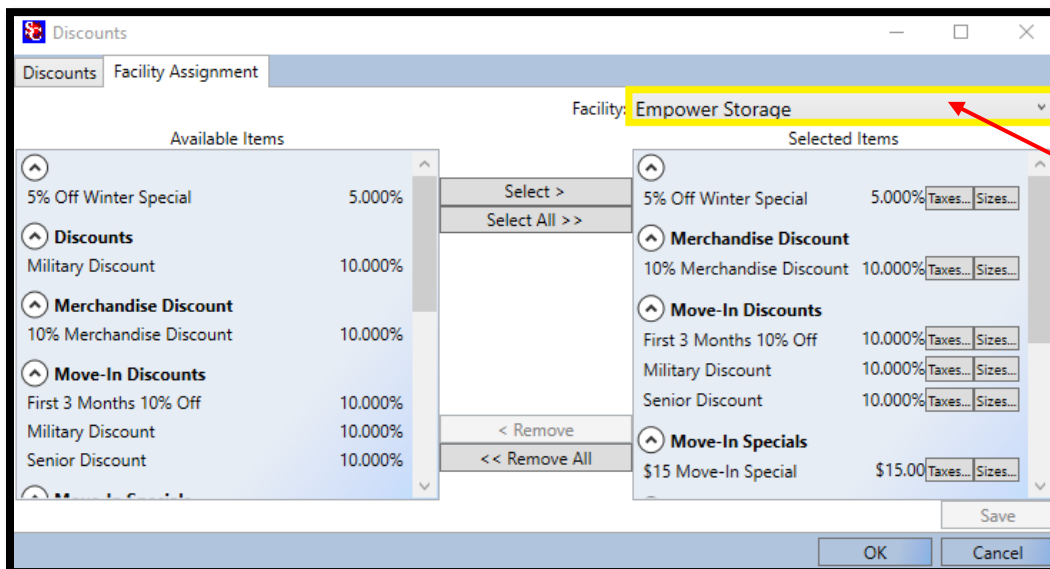 SC Discounts
Discounts Facility Assignment
Facility: Empower Storage
Available Items
5% Off Winter Special 5.000%
Discounts
Military Discount 10.000%
Merchandise Discount
10% Merchandise Discount 10.000%
Move-In Discounts
First 3 Months 10% Off 10.000%
Military Discount 10.000%
Senior Discount 10.000%
Move-In Specials
Select >
Select All >>
< Remove
<< Remove All
Selected Items
5% Off Winter Special 5.000% Taxes... Sizes...
Merchandise Discount
10% Merchandise Discount 10.000% Taxes... Sizes...
Move-In Discounts
First 3 Months 10% Off 10.000% Taxes... Sizes...
Military Discount 10.000% Taxes... Sizes...
Senior Discount 10.000% Taxes... Sizes...
Move-In Specials
$15 Move-In Special $15.00 Taxes... Sizes...
Save
OK Cancel